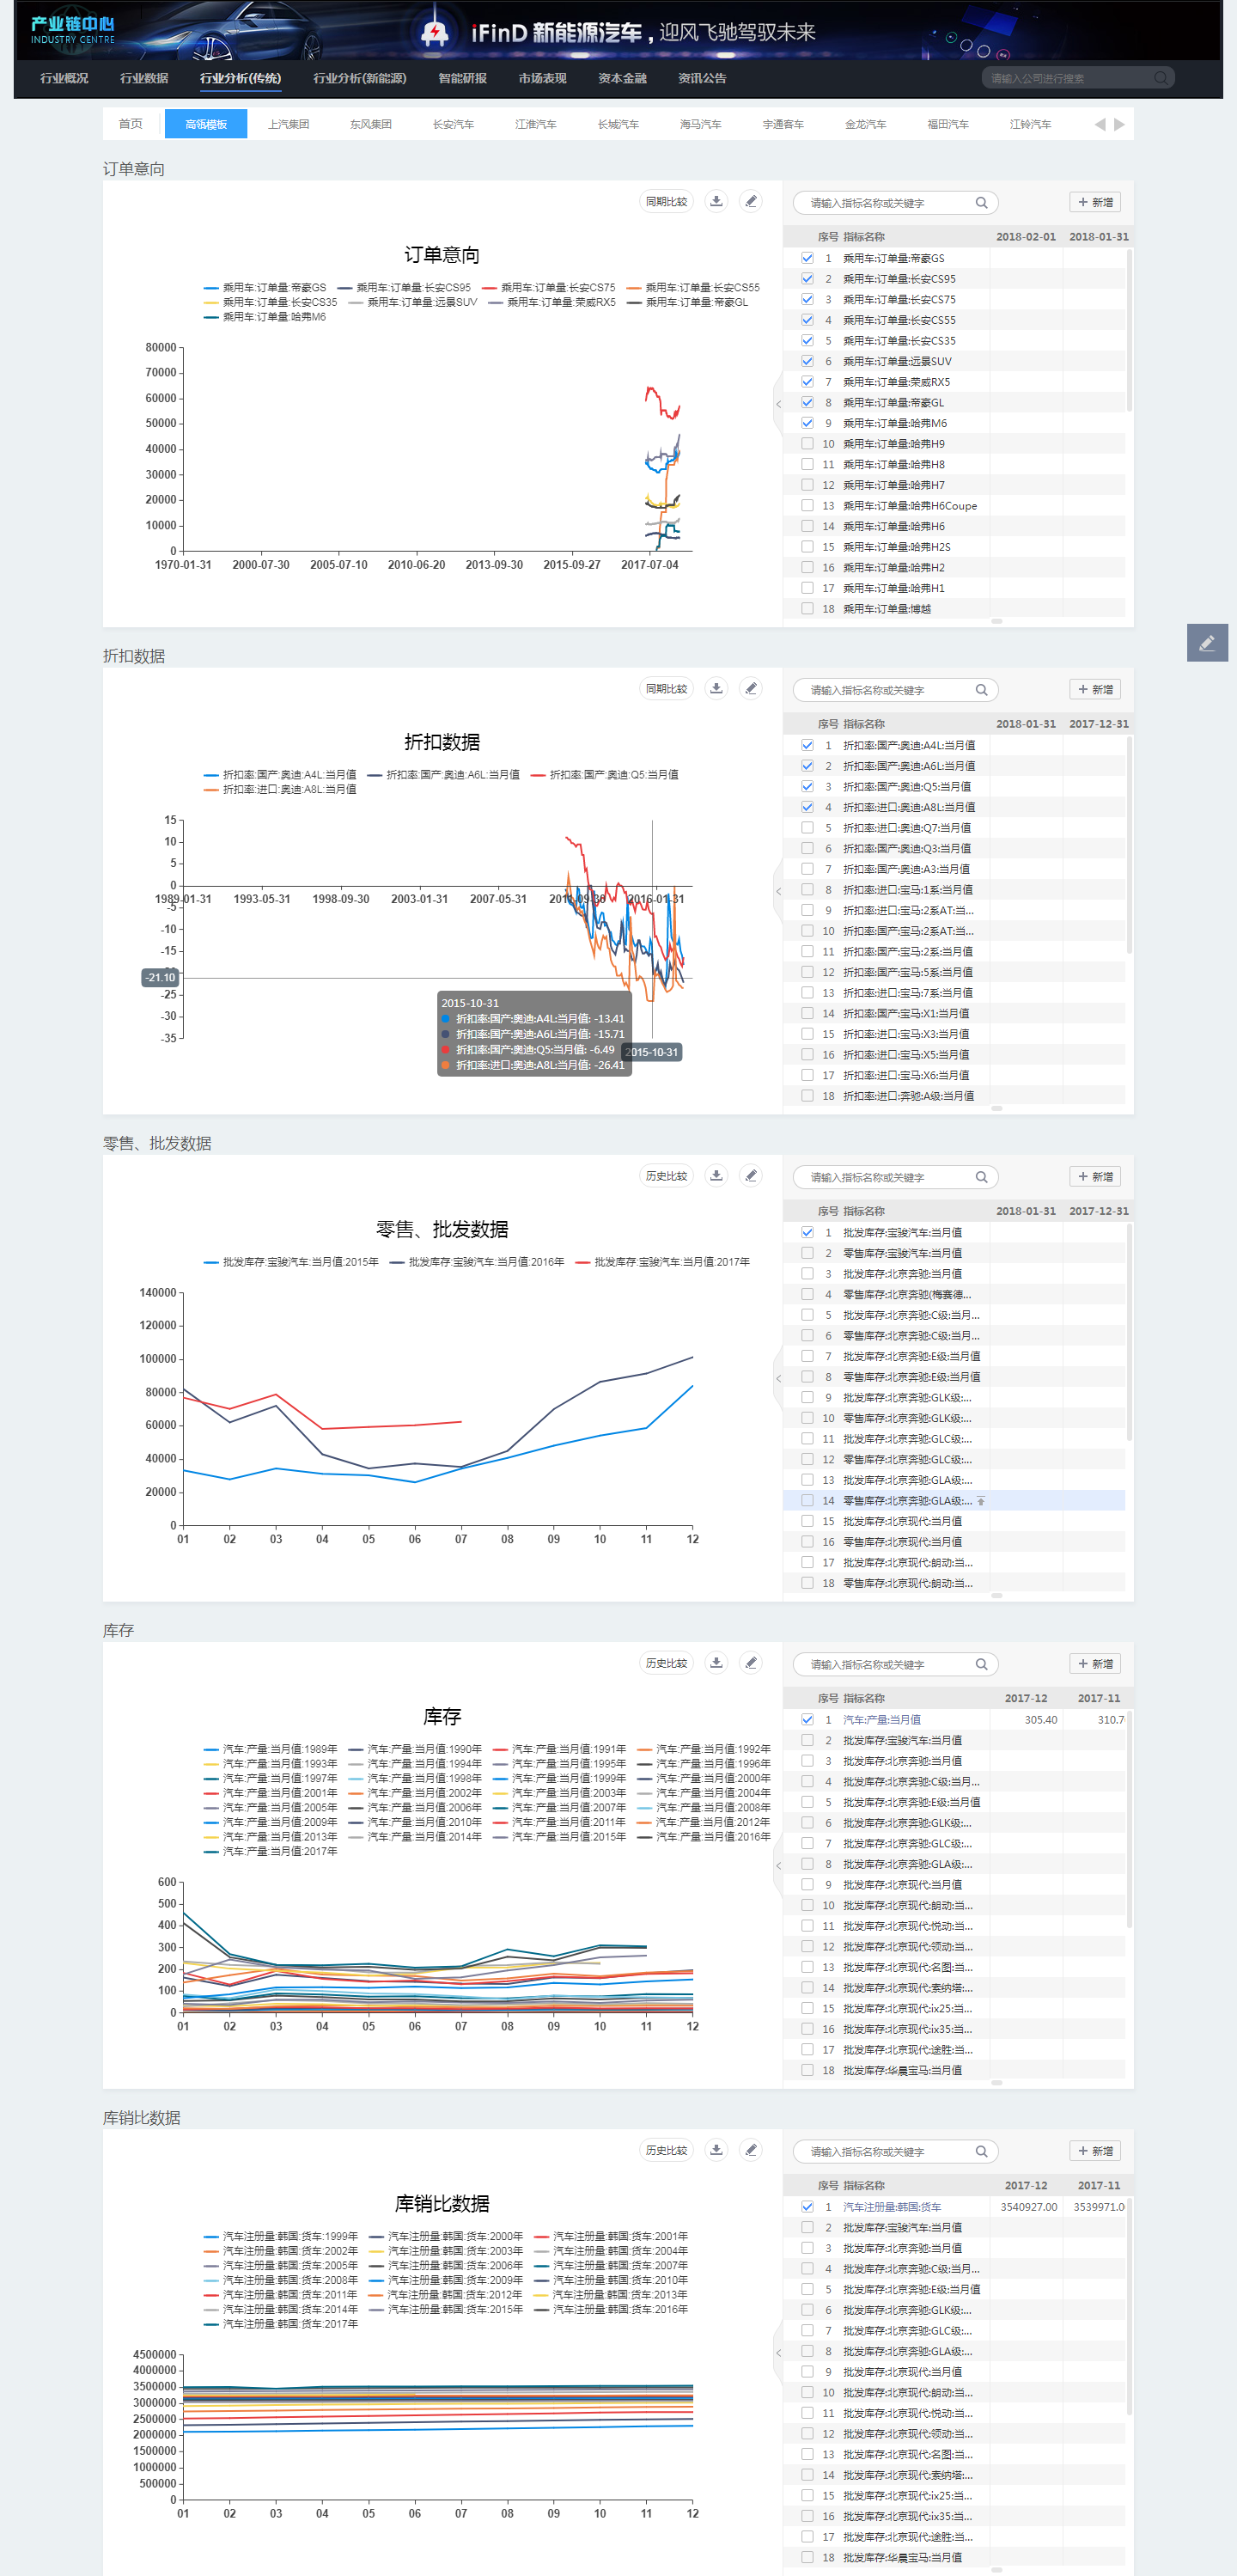 产业链中心
INDUSTRY CENTRE
iFinD 新能源汽车，迎风飞驰驾驭未来
行业概况 行业数据 行业分析(传统) 行业分析(新能源) 智能研报 市场表现 资本金融 资讯公告 请输入公司进行搜索
首页 高瓴模板 上汽集团 东风集团 长安汽车 江淮汽车 长城汽车 海马汽车 宇通客车 金龙汽车 福田汽车 江铃汽车
订单意向
同期比较 请输入指标名称或关键字 + 新增
订单意向
乘用车:订单量:帝豪GS 乘用车:订单量:长安CS95 乘用车:订单量:长安CS75 乘用车:订单量:长安CS55
乘用车:订单量:长安CS35 乘用车:订单量:远景SUV 乘用车:订单量:荣威RX5 乘用车:订单量:帝豪GL
乘用车:订单量:哈弗M6
80000
70000
60000
50000
40000
30000
20000
10000
0
1970-01-31 2000-07-30 2005-07-10 2010-06-20 2013-09-30 2015-09-27 2017-07-04
序号 指标名称 2018-02-01 2018-01-31
1 乘用车:订单量:帝豪GS
2 乘用车:订单量:长安CS95
3 乘用车:订单量:长安CS75
4 乘用车:订单量:长安CS55
5 乘用车:订单量:长安CS35
6 乘用车:订单量:远景SUV
7 乘用车:订单量:荣威RX5
8 乘用车:订单量:帝豪GL
9 乘用车:订单量:哈弗M6
10 乘用车:订单量:哈弗H9
11 乘用车:订单量:哈弗H8
12 乘用车:订单量:哈弗H7
13 乘用车:订单量:哈弗H6Coupe
14 乘用车:订单量:哈弗H6
15 乘用车:订单量:哈弗H2S
16 乘用车:订单量:哈弗H2
17 乘用车:订单量:哈弗H1
18 乘用车:订单量:博越
折扣数据
同期比较 请输入指标名称或关键字 + 新增
折扣数据
折扣率:国产:奥迪:A4L:当月值 折扣率:国产:奥迪:A6L:当月值 折扣率:国产:奥迪:Q5:当月值
折扣率:进口:奥迪:A8L:当月值
15
10
5
0
1989-01-31 1993-05-31 1998-09-30 2003-01-31 2007-05-31 2011-09-30 2016-01-31
-5
-10
-15
-21.10
-25
-30
-35
2015-10-31
折扣率:国产:奥迪:A4L:当月值: -13.41
折扣率:国产:奥迪:A6L:当月值: -15.71
折扣率:国产:奥迪:Q5:当月值: -6.49
折扣率:进口:奥迪:A8L:当月值: -26.41
2015-10-31
序号 指标名称 2018-01-31 2017-12-31
1 折扣率:国产:奥迪:A4L:当月值
2 折扣率:国产:奥迪:A6L:当月值
3 折扣率:国产:奥迪:Q5:当月值
4 折扣率:进口:奥迪:A8L:当月值
5 折扣率:进口:奥迪:Q7:当月值
6 折扣率:国产:奥迪:Q3:当月值
7 折扣率:国产:奥迪:A3:当月值
8 折扣率:进口:宝马:1系:当月值
9 折扣率:进口:宝马:2系AT:当...
10 折扣率:国产:宝马:2系AT:当...
11 折扣率:国产:宝马:2系:当月值
12 折扣率:国产:宝马:5系:当月值
13 折扣率:进口:宝马:7系:当月值
14 折扣率:国产:宝马:X1:当月值
15 折扣率:进口:宝马:X3:当月值
16 折扣率:进口:宝马:X5:当月值
17 折扣率:进口:宝马:X6:当月值
18 折扣率:进口:奔驰:A级:当月值
零售、批发数据
历史比较 请输入指标名称或关键字 + 新增
零售、批发数据
批发库存:宝骏汽车:当月值:2015年 批发库存:宝骏汽车:当月值:2016年 批发库存:宝骏汽车:当月值:2017年
140000
120000
100000
80000
60000
40000
20000
0
01 02 03 04 05 06 07 08 09 10 11 12
序号 指标名称 2018-01-31 2017-12-31
1 批发库存:宝骏汽车:当月值
2 零售库存:宝骏汽车:当月值
3 批发库存:北京奔驰:当月值
4 零售库存:北京奔驰(梅赛德...
5 批发库存:北京奔驰:C级:当月...
6 零售库存:北京奔驰:C级:当月...
7 批发库存:北京奔驰:E级:当月值
8 零售库存:北京奔驰:E级:当月值
9 批发库存:北京奔驰:GLK级:...
10 零售库存:北京奔驰:GLK级:...
11 批发库存:北京奔驰:GLC级:...
12 零售库存:北京奔驰:GLC级:...
13 批发库存:北京奔驰:GLA级:...
14 零售库存:北京奔驰:GLA级:...
15 批发库存:北京现代:当月值
16 零售库存:北京现代:当月值
17 批发库存:北京现代:朗动:当...
18 零售库存:北京现代:朗动:当...
库存
历史比较 请输入指标名称或关键字 + 新增
库存
汽车:产量:当月值:1989年 汽车:产量:当月值:1990年 汽车:产量:当月值:1991年 汽车:产量:当月值:1992年
汽车:产量:当月值:1993年 汽车:产量:当月值:1994年 汽车:产量:当月值:1995年 汽车:产量:当月值:1996年
汽车:产量:当月值:1997年 汽车:产量:当月值:1998年 汽车:产量:当月值:1999年 汽车:产量:当月值:2000年
汽车:产量:当月值:2001年 汽车:产量:当月值:2002年 汽车:产量:当月值:2003年 汽车:产量:当月值:2004年
汽车:产量:当月值:2005年 汽车:产量:当月值:2006年 汽车:产量:当月值:2007年 汽车:产量:当月值:2008年
汽车:产量:当月值:2009年 汽车:产量:当月值:2010年 汽车:产量:当月值:2011年 汽车:产量:当月值:2012年
汽车:产量:当月值:2013年 汽车:产量:当月值:2014年 汽车:产量:当月值:2015年 汽车:产量:当月值:2016年
汽车:产量:当月值:2017年
600
500
400
300
200
100
0
01 02 03 04 05 06 07 08 09 10 11 12
序号 指标名称 2017-12 2017-11
1 汽车:产量:当月值 305.40 310.7
2 批发库存:宝骏汽车:当月值
3 批发库存:北京奔驰:当月值
4 批发库存:北京奔驰:C级:当月...
5 批发库存:北京奔驰:E级:当月值
6 批发库存:北京奔驰:GLK级:...
7 批发库存:北京奔驰:GLC级:...
8 批发库存:北京奔驰:GLA级:...
9 批发库存:北京现代:当月值
10 批发库存:北京现代:朗动:当...
11 批发库存:北京现代:悦动:当...
12 批发库存:北京现代:领动:当...
13 批发库存:北京现代:名图:当...
14 批发库存:北京现代:索纳塔:...
15 批发库存:北京现代:ix25:当...
16 批发库存:北京现代:ix35:当...
17 批发库存:北京现代:途胜:当...
18 批发库存:华晨宝马:当月值
库销比数据
历史比较 请输入指标名称或关键字 + 新增
库销比数据
汽车注册量:韩国:货车:1999年 汽车注册量:韩国:货车:2000年 汽车注册量:韩国:货车:2001年
汽车注册量:韩国:货车:2002年 汽车注册量:韩国:货车:2003年 汽车注册量:韩国:货车:2004年
汽车注册量:韩国:货车:2005年 汽车注册量:韩国:货车:2006年 汽车注册量:韩国:货车:2007年
汽车注册量:韩国:货车:2008年 汽车注册量:韩国:货车:2009年 汽车注册量:韩国:货车:2010年
汽车注册量:韩国:货车:2011年 汽车注册量:韩国:货车:2012年 汽车注册量:韩国:货车:2013年
汽车注册量:韩国:货车:2014年 汽车注册量:韩国:货车:2015年 汽车注册量:韩国:货车:2016年
汽车注册量:韩国:货车:2017年
4500000
4000000
3500000
3000000
2500000
2000000
1500000
1000000
500000
0
01 02 03 04 05 06 07 08 09 10 11 12
序号 指标名称 2017-12 2017-11
1 汽车注册量:韩国:货车 3540927.00 3539971.0
2 批发库存:宝骏汽车:当月值
3 批发库存:北京奔驰:当月值
4 批发库存:北京奔驰:C级:当月...
5 批发库存:北京奔驰:E级:当月值
6 批发库存:北京奔驰:GLK级:...
7 批发库存:北京奔驰:GLC级:...
8 批发库存:北京奔驰:GLA级:...
9 批发库存:北京现代:当月值
10 批发库存:北京现代:朗动:当...
11 批发库存:北京现代:悦动:当...
12 批发库存:北京现代:领动:当...
13 批发库存:北京现代:名图:当...
14 批发库存:北京现代:索纳塔:...
15 批发库存:北京现代:ix25:当...
16 批发库存:北京现代:ix35:当...
17 批发库存:北京现代:途胜:当...
18 批发库存:华晨宝马:当月值